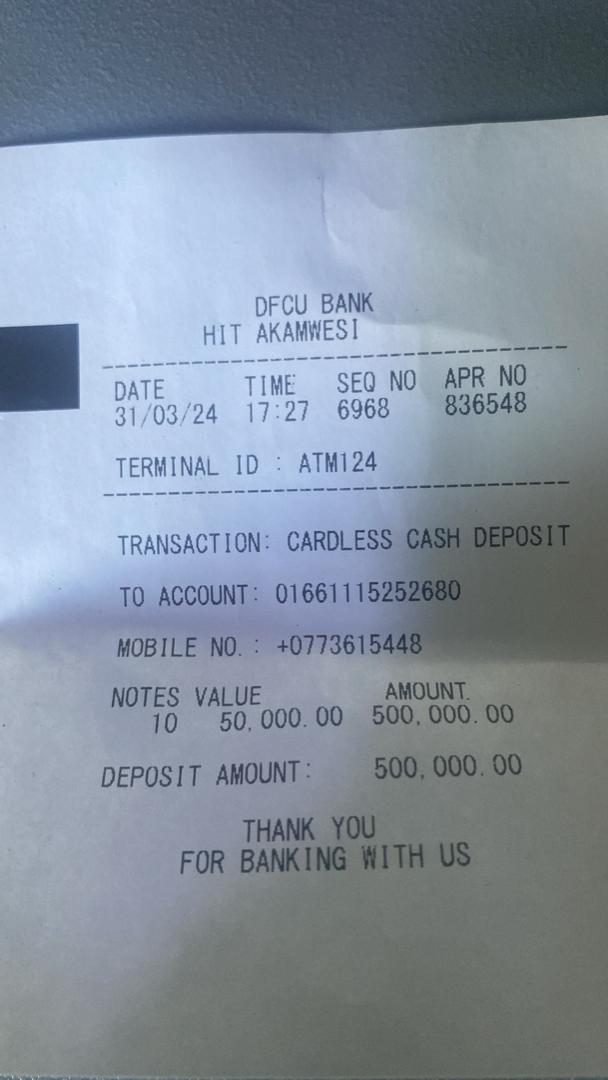 DFCU BANK
HIT AKAMWESI
DATE TIME SEQ NO APR NO
31/03/24 17:27 6968 836548
TERMINAL ID : ATM124
TRANSACTION: CARDLESS CASH DEPOSIT
TO ACCOUNT: 01661115252680
MOBILE NO. : +0773615448
NOTES VALUE AMOUNT.
10 50,000.00 500,000.00
DEPOSIT AMOUNT: 500,000.00
THANK YOU
FOR BANKING WITH US